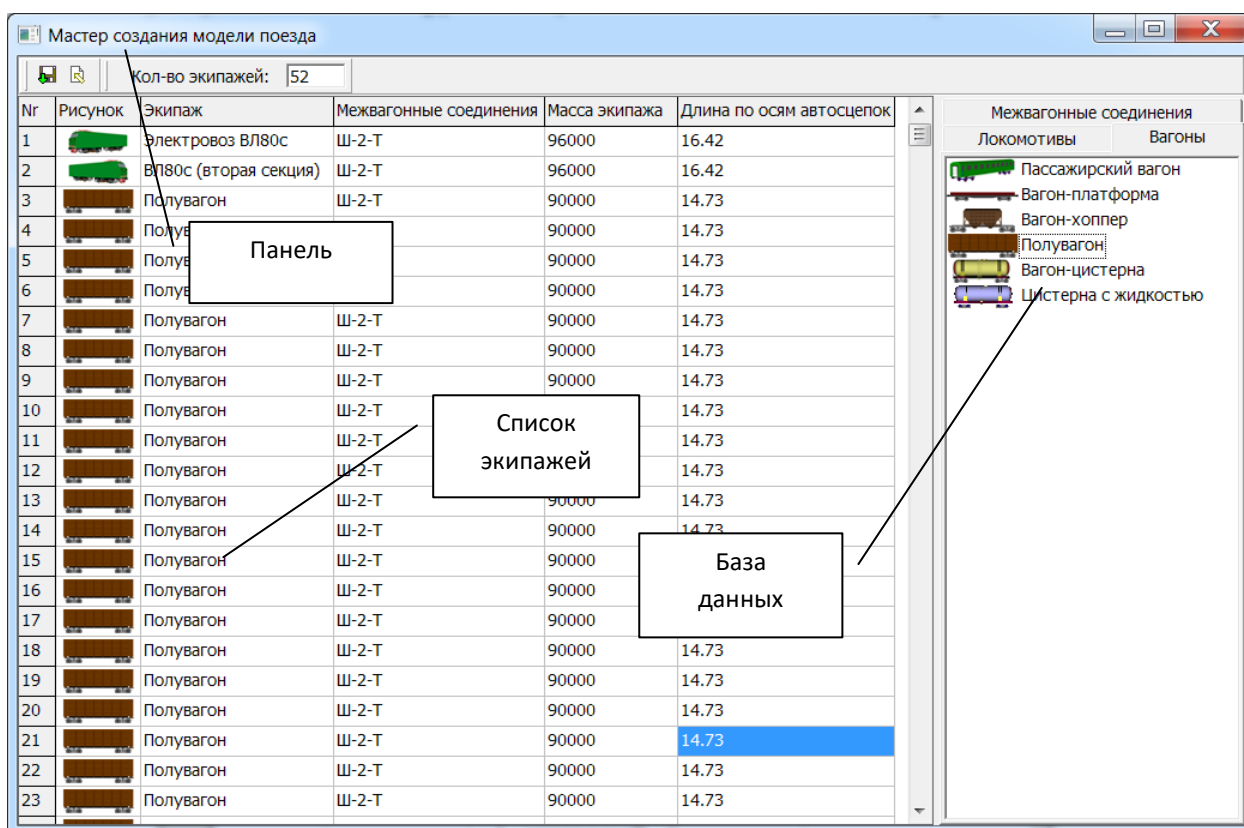 Мастер создания модели поезда
Кол-во экипажей: 52
Nr Рисунок Экипаж Межвагонные соединения Масса экипажа Длина по осям автосцепок
1 Электровоз ВЛ80с Ш-2-Т 96000 16.42
2 ВЛ80с (вторая секция) Ш-2-Т 96000 16.42
3 Полувагон Ш-2-Т 90000 14.73
4 Полув 90000 14.73
5 Полув 90000 14.73
6 Полув 90000 14.73
7 Полувагон Ш-2-Т 90000 14.73
8 Полувагон Ш-2-Т 90000 14.73
9 Полувагон Ш-2-Т 90000 14.73
10 Полувагон Ш-2-Т 14.73
11 Полувагон Ш-2-Т 14.73
12 Полувагон Ш-2-Т 14.73
13 Полувагон Ш-2-Т 90000 14.73
14 Полувагон Ш-2-Т 90000 14.73
15 Полувагон Ш-2-Т 90000
16 Полувагон Ш-2-Т 90000
17 Полувагон Ш-2-Т 90000
18 Полувагон Ш-2-Т 90000 14.73
19 Полувагон Ш-2-Т 90000 14.73
20 Полувагон Ш-2-Т 90000 14.73
21 Полувагон Ш-2-Т 90000 14.73
22 Полувагон Ш-2-Т 90000 14.73
23 Полувагон Ш-2-Т 90000 14.73
Панель
Список
экипажей
База
данных
Межвагонные соединения
Локомотивы Вагоны
Пассажирский вагон
Вагон-платформа
Вагон-хоппер
Полувагон
Вагон-цистерна
Цистерна с жидкостью